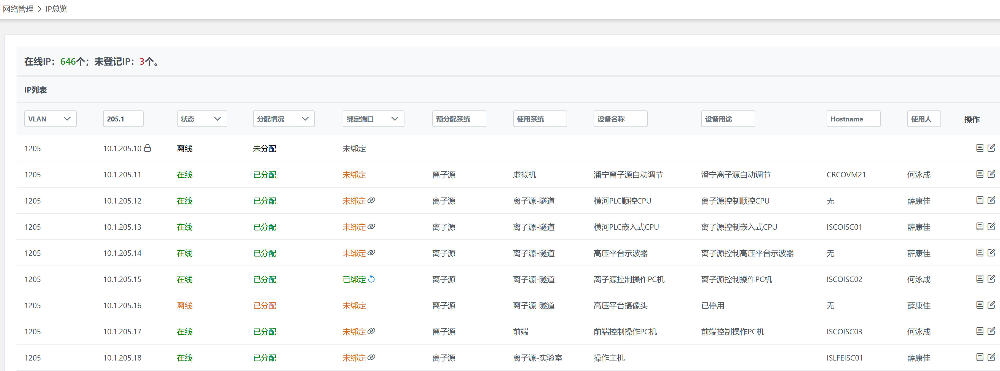 网络管理 > IP总览
在线IP：646个；未登记IP：3个。
IP列表
VLAN 205.1 状态 分配情况 绑定端口 预分配系统 使用系统 设备名称 设备用途 Hostname 使用人 操作
1205 10.1.205.10 离线 未分配 未绑定
1205 10.1.205.11 在线 已分配 未绑定 离子源 虚拟机 潘宁离子源自动调节 潘宁离子源自动调节 CRCOVM21 何泳成
1205 10.1.205.12 在线 已分配 未绑定 离子源 离子源-隧道 横河PLC顺控CPU 离子源控制顺控CPU 无 薛康佳
1205 10.1.205.13 在线 已分配 未绑定 离子源 离子源-隧道 横河PLC嵌入式CPU 离子源控制嵌入式CPU ISCOISC01 薛康佳
1205 10.1.205.14 在线 已分配 未绑定 离子源 离子源-隧道 高压平台示波器 离子源控制高压平台示波器 无 薛康佳
1205 10.1.205.15 在线 已分配 已绑定 离子源 离子源-隧道 离子源控制操作PC机 离子源控制操作PC机 ISCOISC02 何泳成
1205 10.1.205.16 离线 已分配 未绑定 离子源 离子源-隧道 高压平台摄像头 已停用 无 薛康佳
1205 10.1.205.17 在线 已分配 未绑定 离子源 前端 前端控制操作PC机 前端控制操作PC机 ISCOISC03 何泳成
1205 10.1.205.18 在线 已分配 未绑定 离子源 离子源-实验室 操作主机 ISLFEISC01 薛康佳